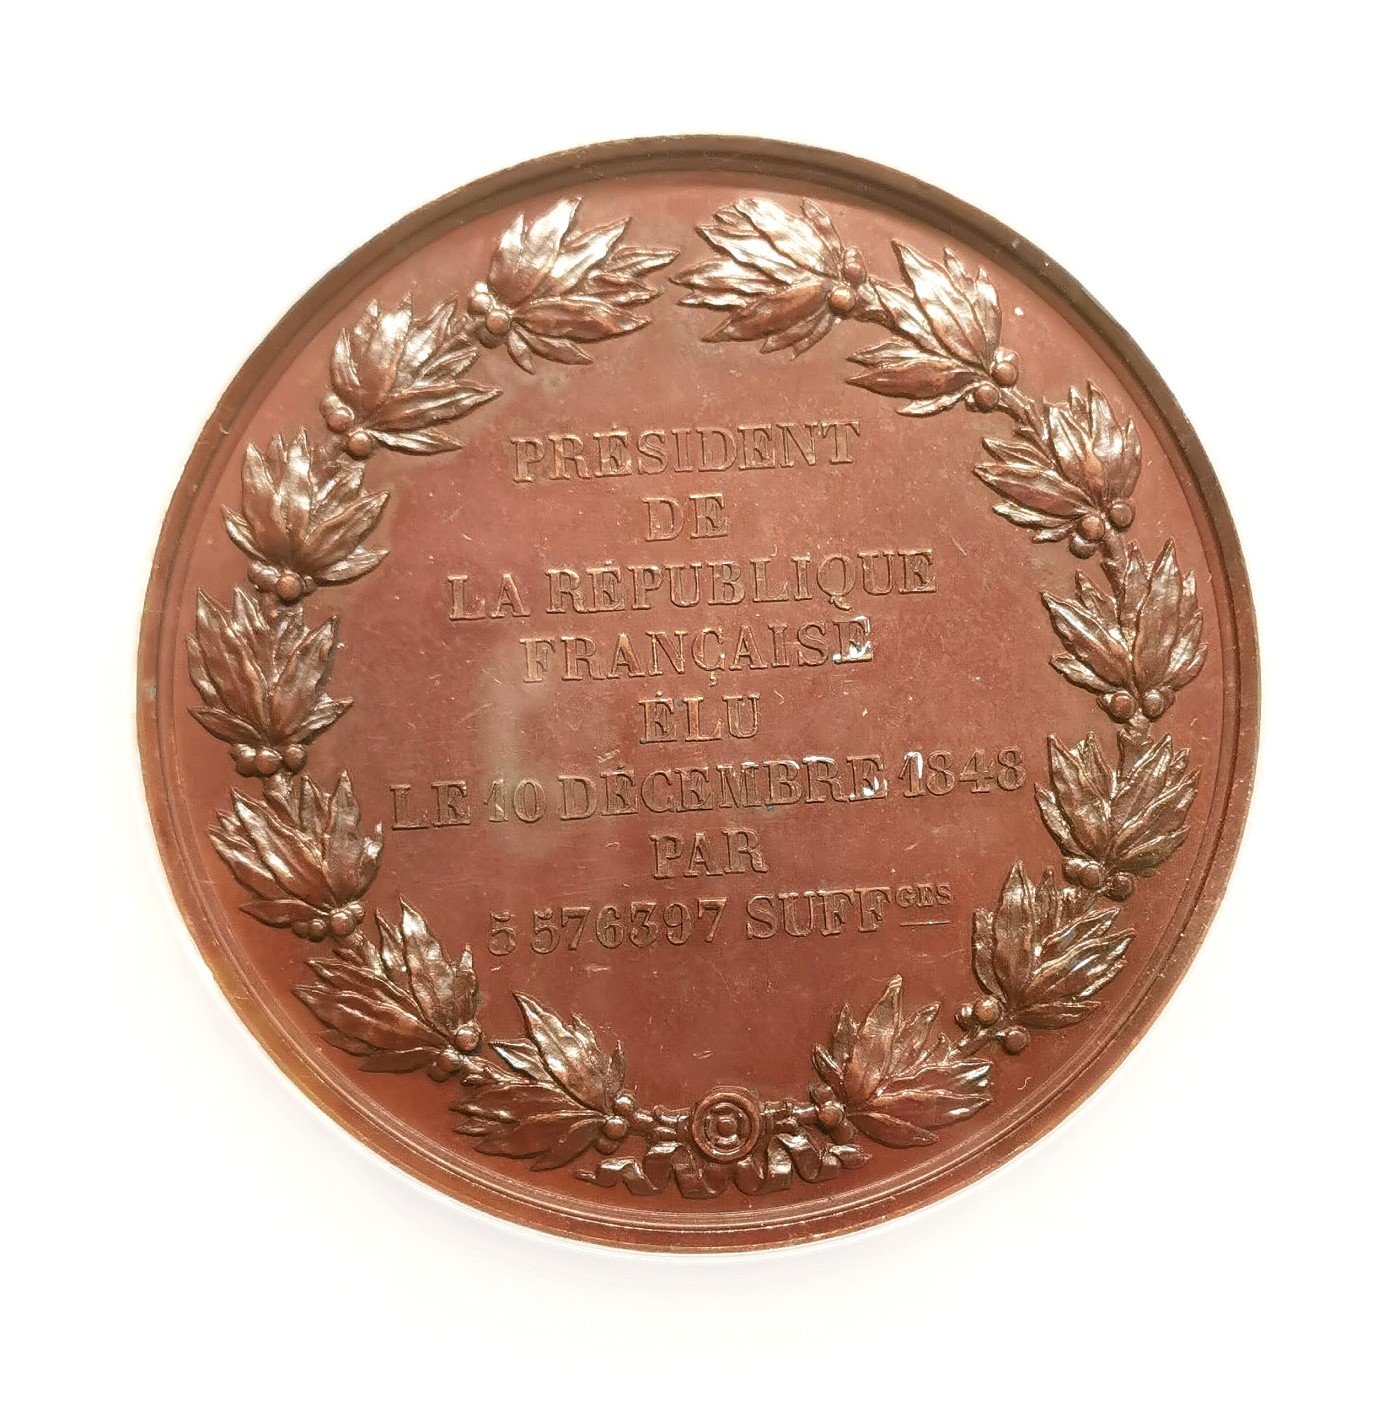 PRÉSIDENT
DE
LA RÉPUBLIQUE
FRANÇAISE
ÉLU
LE 10 DÉCEMBRE 1848
PAR
5 576397 SUFFGES